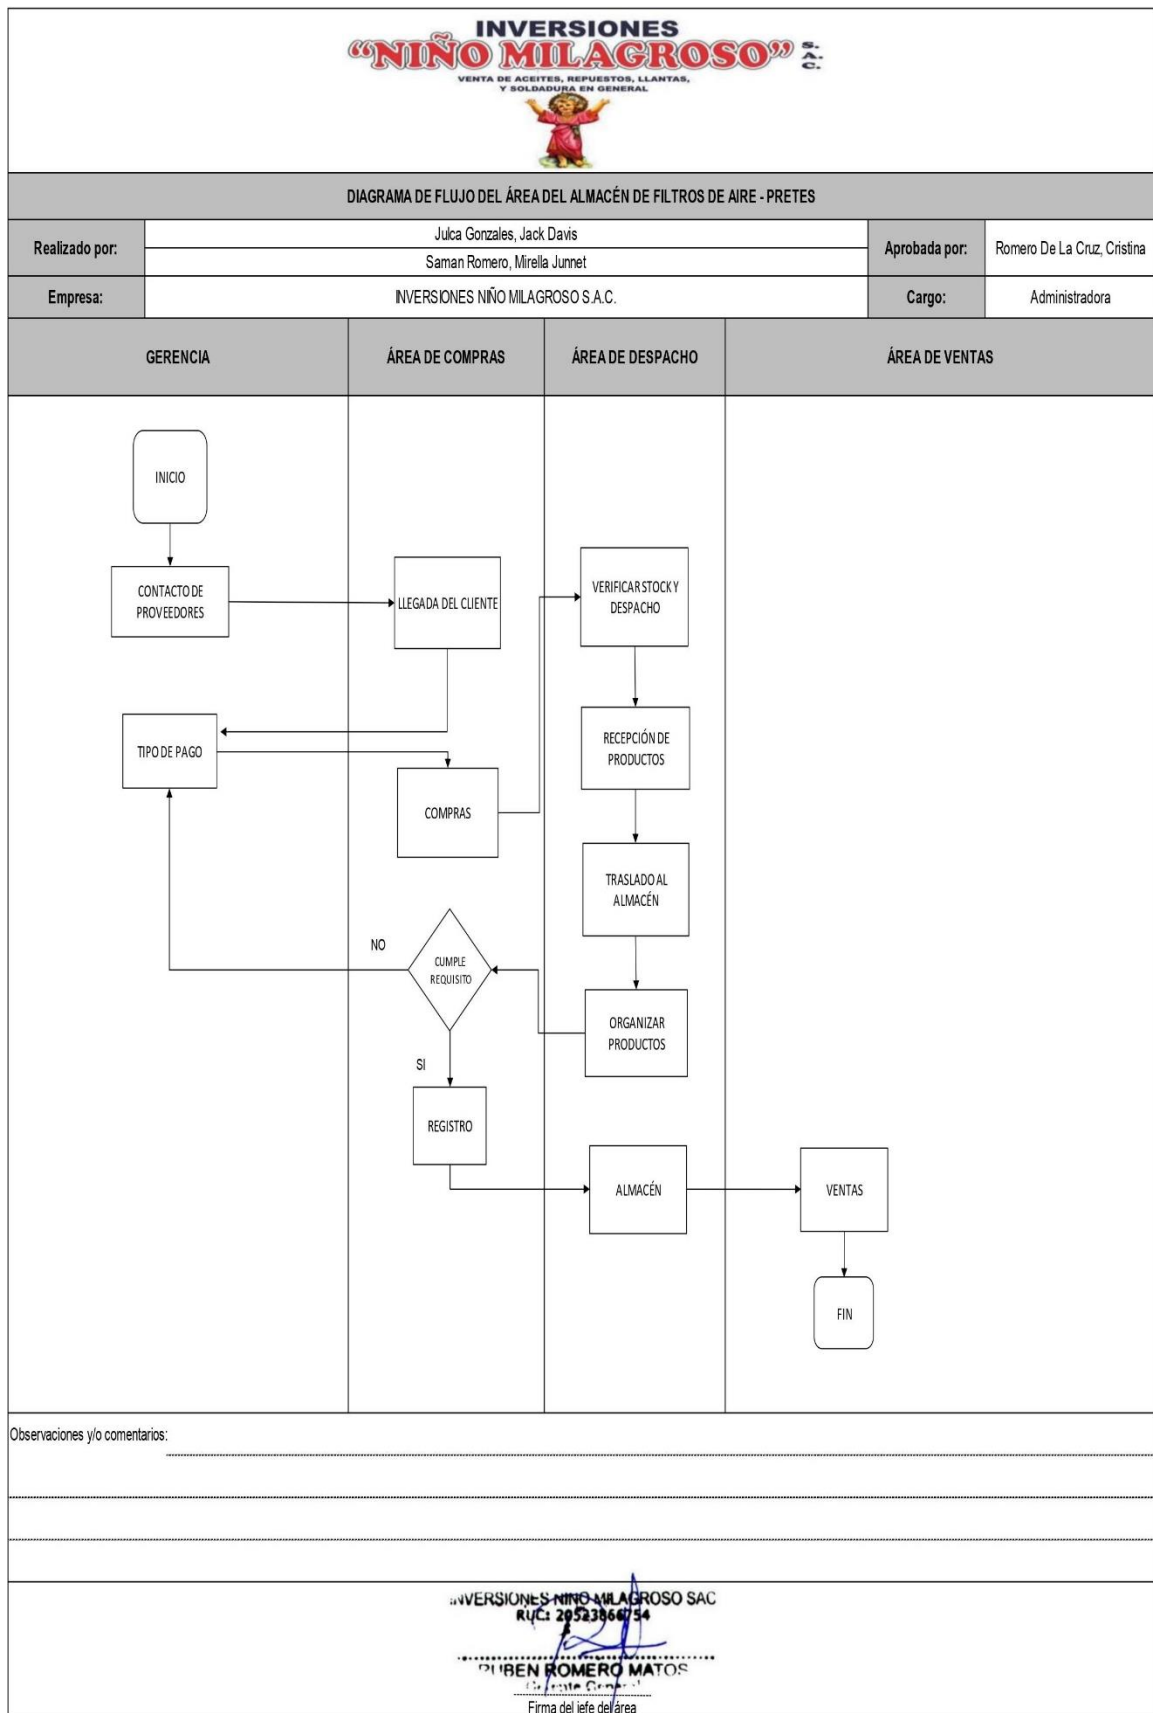 INVERSIONES
“NIÑO MILAGROSO” S.A.C.
VENTA DE ACEITES, REPUESTOS, LLANTAS,
Y SOLDADURA EN GENERAL
DIAGRAMA DE FLUJO DEL ÁREA DEL ALMACÉN DE FILTROS DE AIRE - PRETES
Realizado por:
Julca Gonzales, Jack Davis
Saman Romero, Mirella Junnet
Aprobada por:
Romero De La Cruz, Cristina
Empresa:
INVERSIONES NIÑO MILAGROSO S.A.C.
Cargo:
Administradora
GERENCIA
ÁREA DE COMPRAS
ÁREA DE DESPACHO
ÁREA DE VENTAS
INICIO
CONTACTO DE
PROVEEDORES
LLEGADA DEL CLIENTE
VERIFICAR STOCK Y
DESPACHO
TIPO DE PAGO
COMPRAS
RECEPCIÓN DE
PRODUCTOS
TRASLADO AL
ALMACÉN
NO
CUMPLE
REQUISITO
ORGANIZAR
PRODUCTOS
SI
REGISTRO
ALMACÉN
VENTAS
FIN
Observaciones y/o comentarios:
INVERSIONES NIÑO MILAGROSO SAC
RUC: 20523866754
RUBEN ROMERO MATOS
Gerente General
Firma del jefe del área